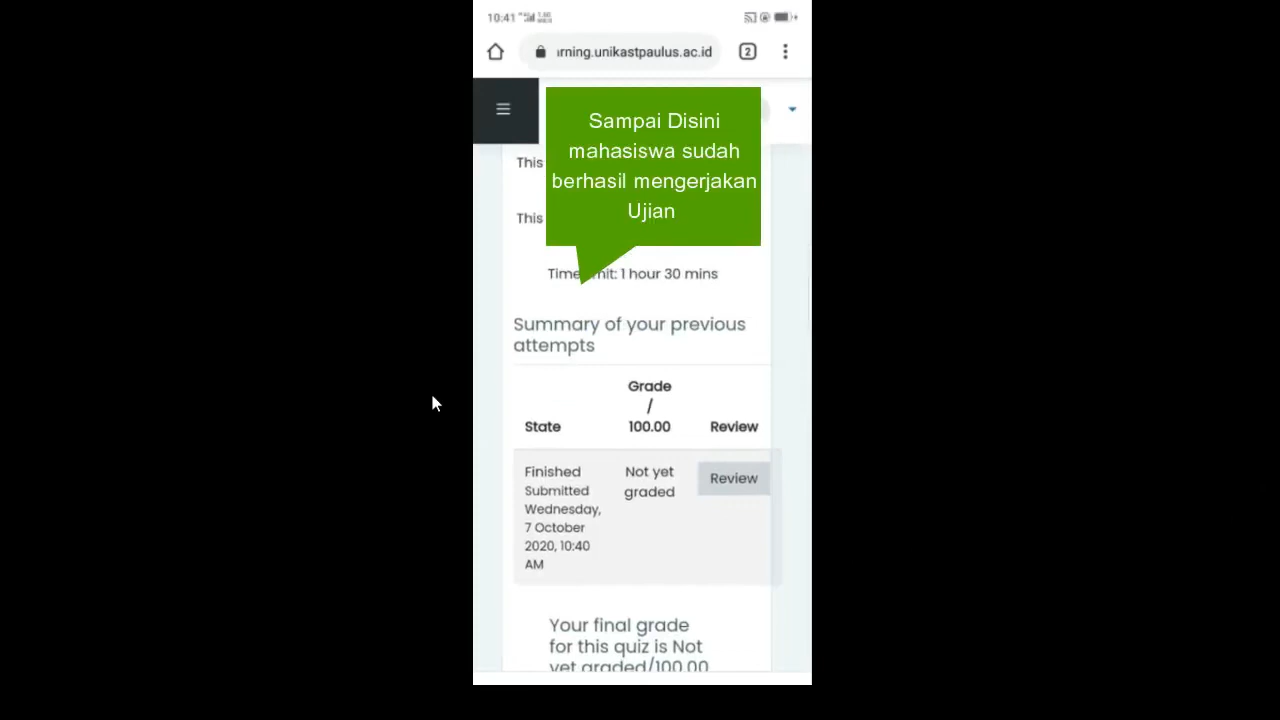 10:41
rning.unikastpaulus.ac.id
2
Sampai Disini
mahasiswa sudah
berhasil mengerjakan
Ujian
This
This
Time mit: 1 hour 30 mins
Summary of your previous
attempts
Grade
/
State 100.00 Review
Finished Not yet Review
Submitted graded
Wednesday,
7 October
2020, 10:40
AM
Your final grade
for this quiz is Not
yet graded/100.00